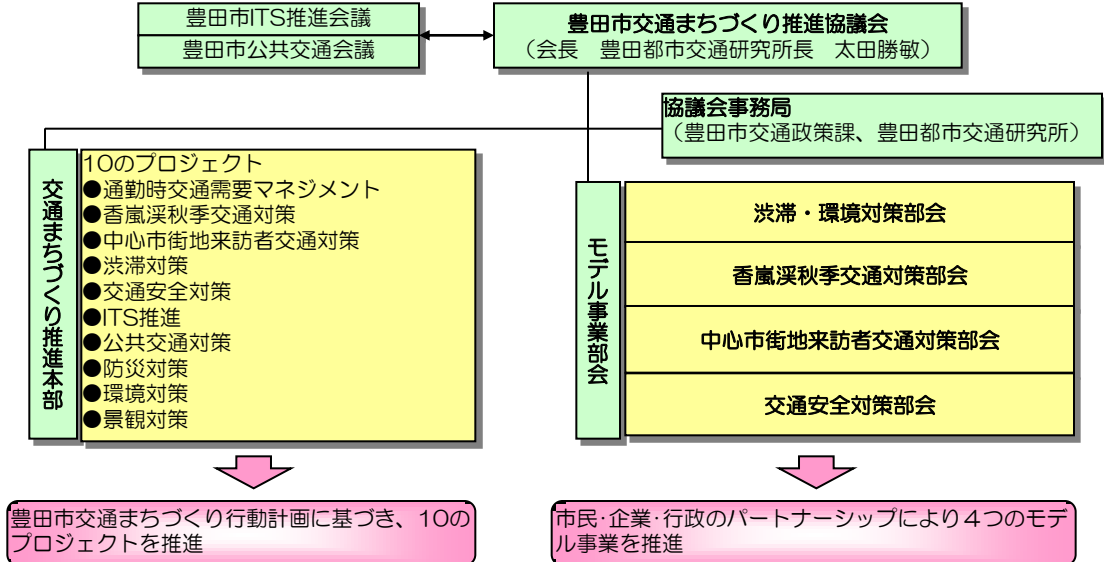 豊田市ITS推進会議
豊田市公共交通会議
豊田市交通まちづくり推進協議会
（会長　豊田都市交通研究所長　太田勝敏）
協議会事務局
（豊田市交通政策課、豊田都市交通研究所）
交通まちづくり推進本部
10のプロジェクト
●通勤時交通需要マネジメント
●香嵐渓秋季交通対策
●中心市街地来訪者交通対策
●渋滞対策
●交通安全対策
●ITS推進
●公共交通対策
●防災対策
●環境対策
●景観対策
モデル事業部会
渋滞・環境対策部会
香嵐渓秋季交通対策部会
中心市街地来訪者交通対策部会
交通安全対策部会
豊田市交通まちづくり行動計画に基づき、10の
プロジェクトを推進
市民・企業・行政のパートナーシップにより４つのモデ
ル事業を推進